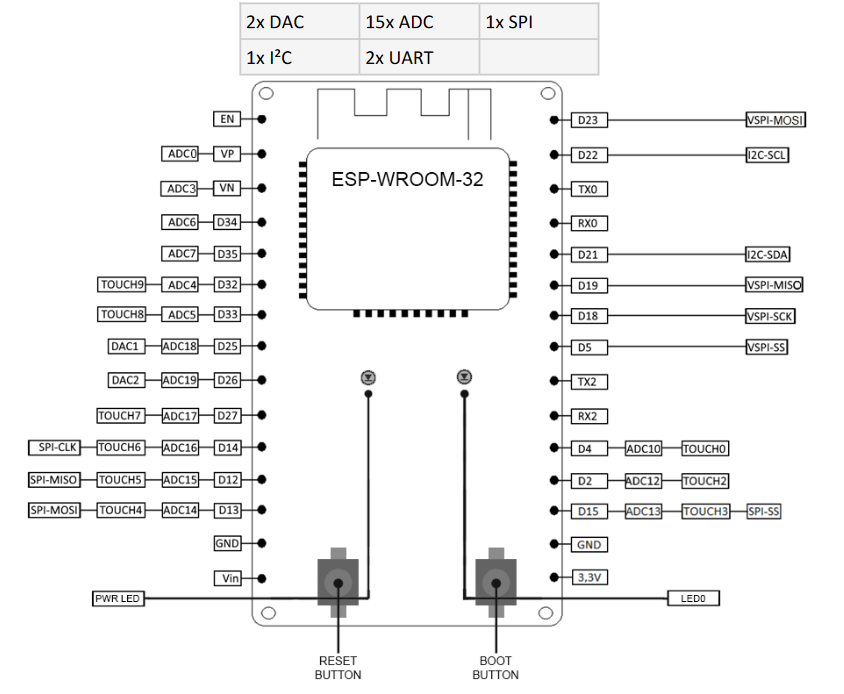 2x DAC 15x ADC 1x SPI
1x I²C 2x UART
ESP-WROOM-32
EN
ADC0 VP
ADC3 VN
ADC6 D34
ADC7 D35
TOUCH9 ADC4 D32
TOUCH8 ADC5 D33
DAC1 ADC18 D25
DAC2 ADC19 D26
TOUCH7 ADC17 D27
SPI-CLK TOUCH6 ADC16 D14
SPI-MISO TOUCH5 ADC15 D12
SPI-MOSI TOUCH4 ADC14 D13
GND
Vin
PWR LED
D23 VSPI-MOSI
D22 I2C-SCL
TX0
RX0
D21 I2C-SDA
D19 VSPI-MISO
D18 VSPI-SCK
D5 VSPI-SS
TX2
RX2
D4 ADC10 TOUCH0
D2 ADC12 TOUCH2
D15 ADC13 TOUCH3 SPI-SS
GND
3,3V
LED0
RESET
BUTTON
BOOT
BUTTON